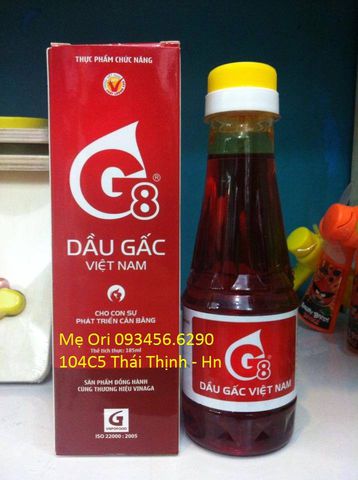 THỰC PHẨM CHỨC NĂNG
G8®
DẦU GẤC
VIỆT NAM
CHO CON SỰ
PHÁT TRIỂN CÂN BẰNG
Mẹ Ori 093456.6290
Thể tích thực: 185ml
104C5 Thái Thịnh - Hn
SẢN PHẨM ĐỒNG HÀNH
CÙNG THƯƠNG HIỆU VINAGA
G
VNPOFOOD
ISO 22000 : 2005
G8®
DẦU GẤC VIỆT NAM